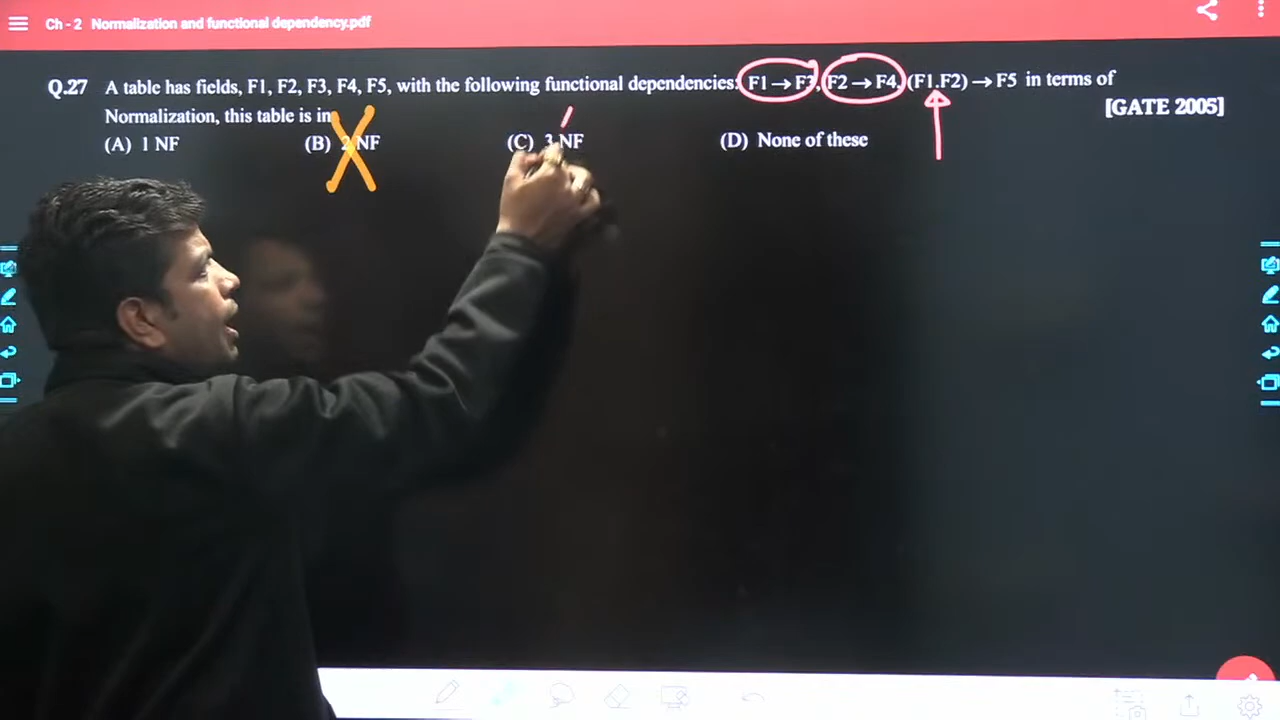 Ch - 2 Normalization and functional dependency.pdf
Q.27 A table has fields, F1, F2, F3, F4, F5, with the following functional dependencies: F1 → F3, F2 → F4, (F1.F2) → F5 in terms of
Normalization, this table is in
[GATE 2005]
(A) 1 NF (B) 2 NF (C) 3 NF (D) None of these